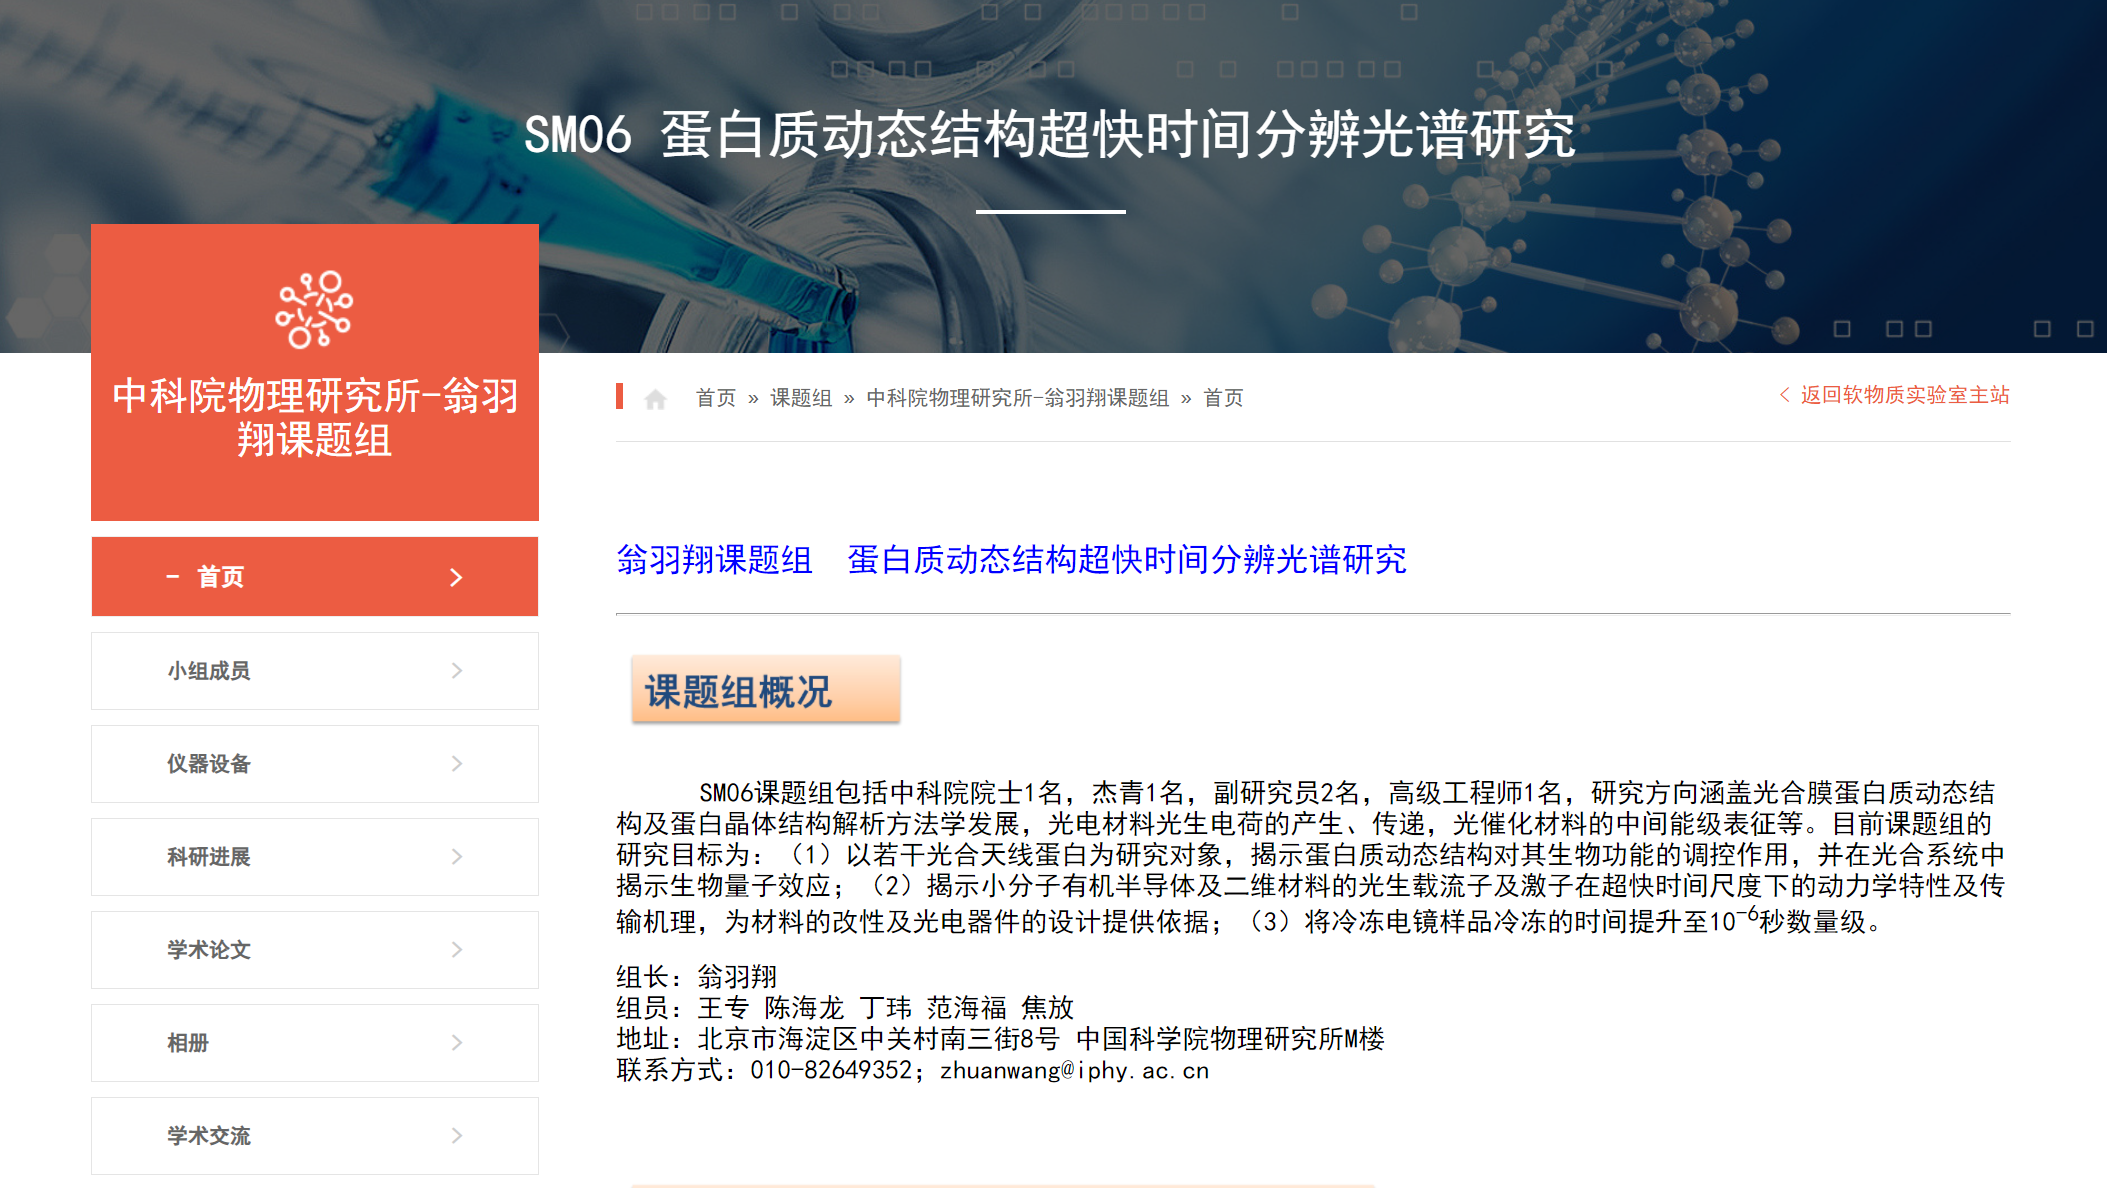 SM06 蛋白质动态结构超快时间分辨光谱研究
中科院物理研究所-翁羽
翔课题组
- 首页
小组成员
仪器设备
科研进展
学术论文
相册
学术交流
首页 » 课题组 » 中科院物理研究所-翁羽翔课题组 » 首页
返回软物质实验室主站
翁羽翔课题组 蛋白质动态结构超快时间分辨光谱研究
课题组概况
SM06课题组包括中科院院士1名，杰青1名，副研究员2名，高级工程师1名，研究方向涵盖光合膜蛋白质动态结
构及蛋白晶体结构解析方法学发展，光电材料光生电荷的产生、传递，光催化材料的中间能级表征等。目前课题组的
研究目标为：（1）以若干光合天线蛋白为研究对象，揭示蛋白质动态结构对其生物功能的调控作用，并在光合系统中
揭示生物量子效应；（2）揭示小分子有机半导体及二维材料的光生载流子及激子在超快时间尺度下的动力学特性及传
输机理，为材料的改性及光电器件的设计提供依据；（3）将冷冻电镜样品冷冻的时间提升至10⁻⁶秒数量级。
组长：翁羽翔
组员：王专 陈海龙 丁玮 范海福 焦放
地址：北京市海淀区中关村南三街8号 中国科学院物理研究所M楼
联系方式：010-82649352；zhuanwang@iphy.ac.cn